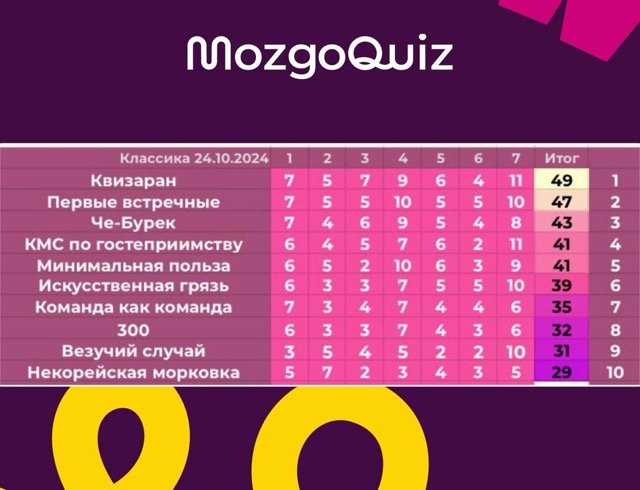 MozgoQuiz
Классика 24.10.2024 1 2 3 4 5 6 7 Итог
Квизаран 7 5 7 9 6 4 11 49 1
Первые встречные 7 5 5 10 5 5 10 47 2
Че-Бурек 7 4 6 9 5 4 8 43 3
КМС по гостеприимству 6 4 5 7 6 2 11 41 4
Минимальная польза 6 5 2 10 6 3 9 41 5
Искусственная грязь 6 3 3 7 5 5 10 39 6
Команда как команда 7 3 4 7 4 4 6 35 7
300 6 3 3 7 4 3 6 32 8
Везучий случай 3 5 4 5 2 2 10 31 9
Некорейская морковка 5 7 2 3 4 3 5 29 10